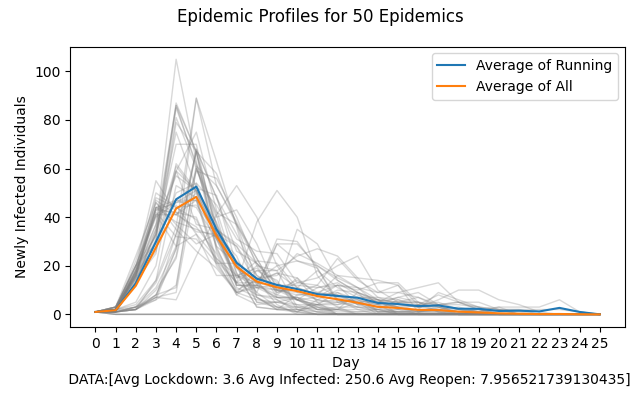 Epidemic Profiles for 50 Epidemics
Average of Running
Average of All
Newly Infected Individuals
100
80
60
40
20
0
0 1 2 3 4 5 6 7 8 9 10 11 12 13 14 15 16 17 18 19 20 21 22 23 24 25
Day
DATA:[Avg Lockdown: 3.6 Avg Infected: 250.6 Avg Reopen: 7.956521739130435]